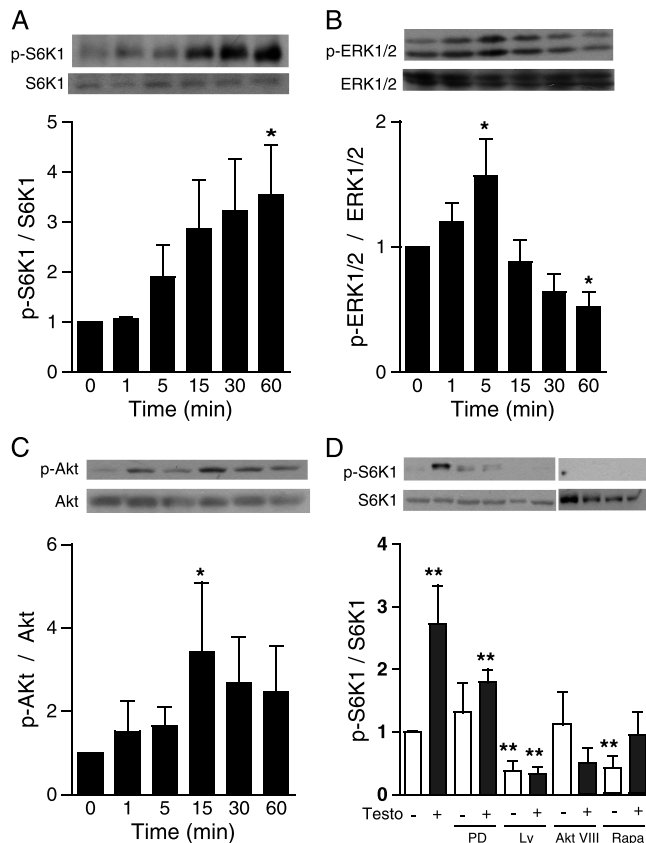 A
p-S6K1
S6K1
5
4
3
2
1
0
*
p-S6K1 / S6K1
0 1 5 15 30 60
Time (min)
B
p-ERK1/2
ERK1/2
2
1
0
*
*
p-ERK1/2 / ERK1/2
0 1 5 15 30 60
Time (min)
C
p-Akt
Akt
6
4
2
0
*
p-AKt / Akt
0 1 5 15 30 60
Time (min)
D
p-S6K1
S6K1
4
3
2
1
0
** ** ** ** **
p-S6K1 / S6K1
Testo - + - + - + - + - +
PD Ly Akt VIII Rapa